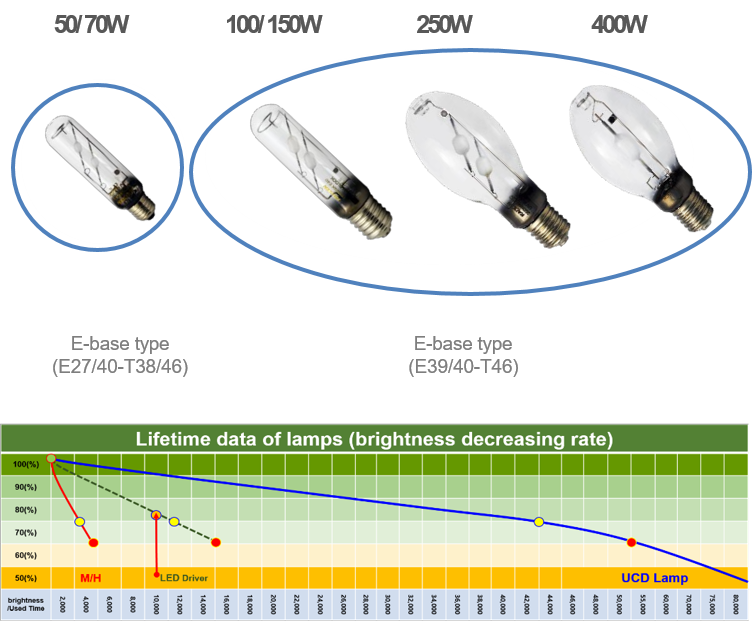 50/70W 100/150W 250W 400W
E-base type
(E27/40-T38/46)
E-base type
(E39/40-T46)
Lifetime data of lamps (brightness decreasing rate)
100(%)
90(%)
80(%)
70(%)
60(%)
50(%) M/H LED Driver UCD Lamp
brightness
/Used Time
2,000 4,000 6,000 8,000 10,000 12,000 14,000 16,000 18,000 20,000 22,000 24,000 26,000 28,000 30,000 32,000 34,000 36,000 38,000 40,000 42,000 44,000 46,000 48,000 50,000 55,000 60,000 70,000 75,000 80,000